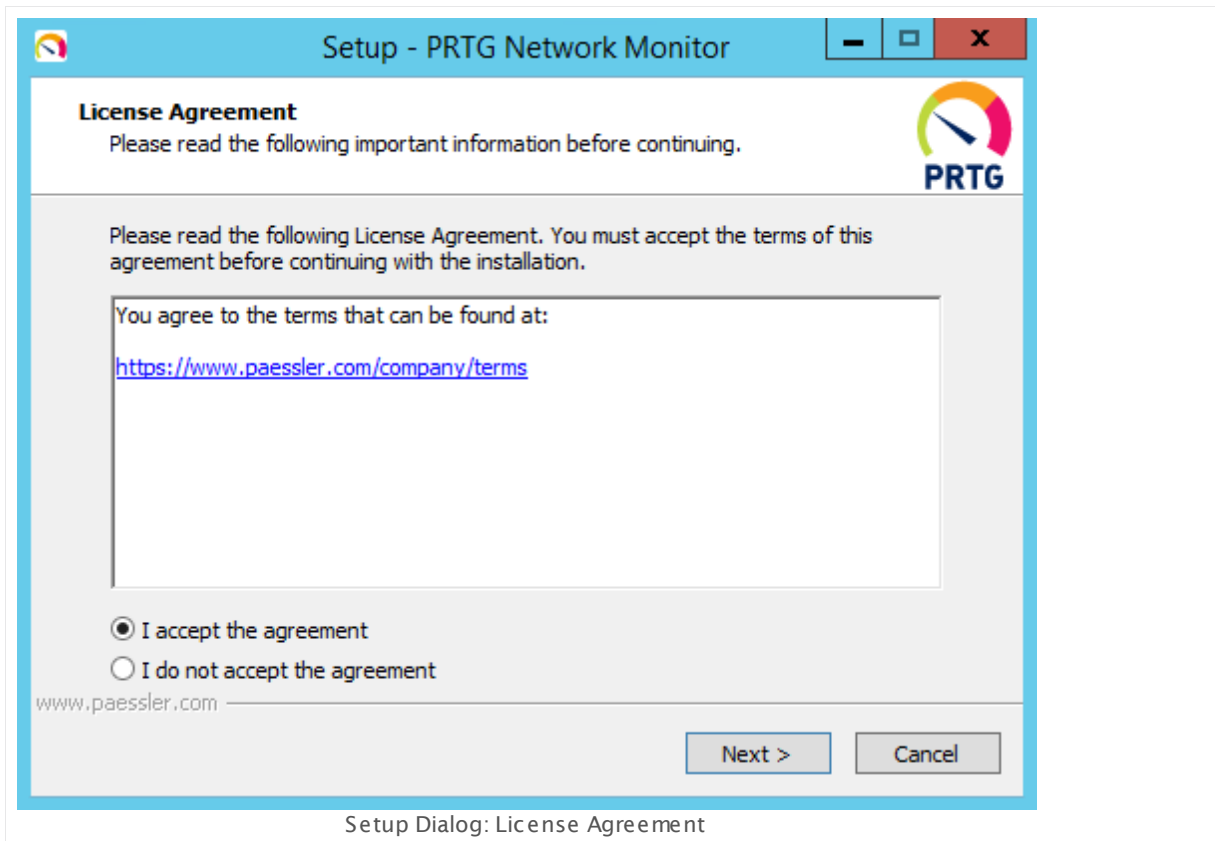 Setup - PRTG Network Monitor
x
License Agreement
Please read the following important information before continuing.
PRTG
Please read the following License Agreement. You must accept the terms of this
agreement before continuing with the installation.
You agree to the terms that can be found at:
https://www.paessler.com/company/terms
I accept the agreement
I do not accept the agreement
www.paessler.com
Next >
Cancel
Setup Dialog: License Agreement